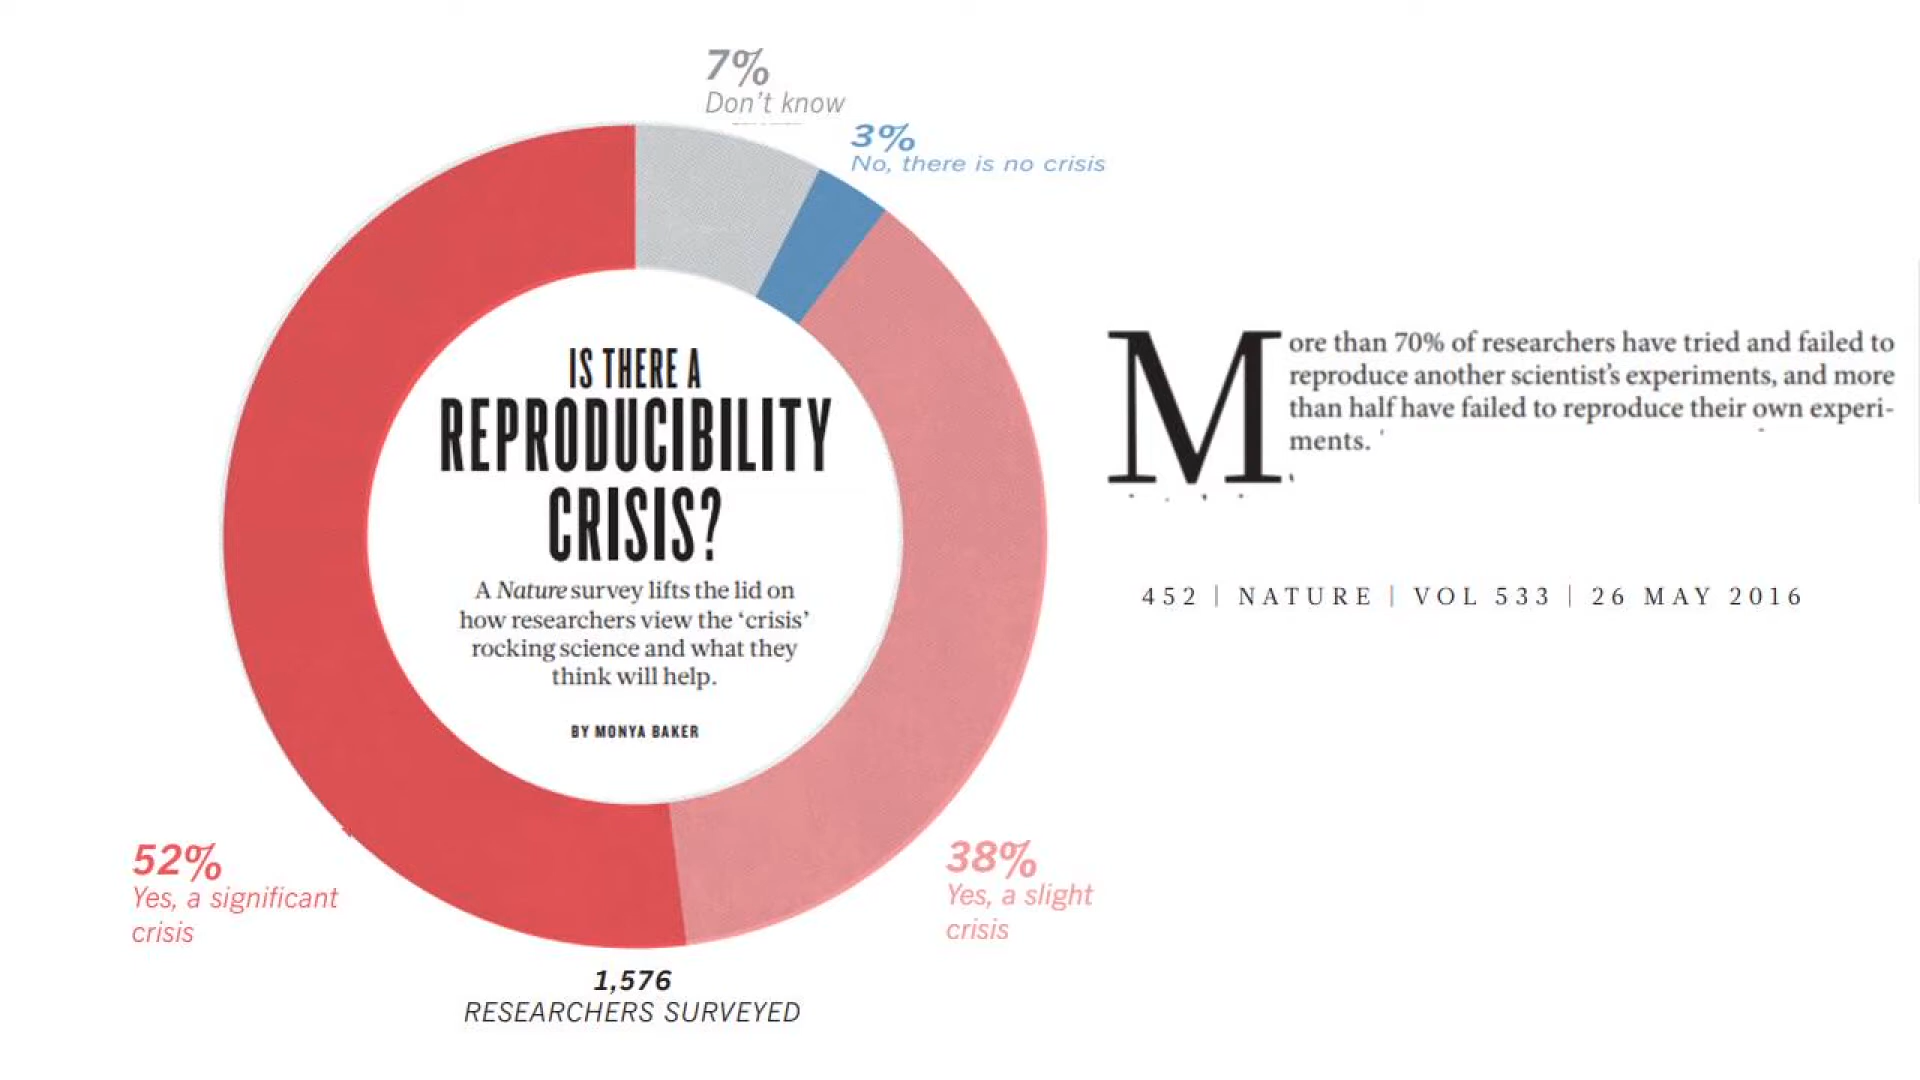 7%
Don't know
3%
No, there is no crisis
IS THERE A
REPRODUCIBILITY
CRISIS?
A Nature survey lifts the lid on
how researchers view the ‘crisis’
rocking science and what they
think will help.
BY MONYA BAKER
52%
Yes, a significant
crisis
38%
Yes, a slight
crisis
1,576
RESEARCHERS SURVEYED
More than 70% of researchers have tried and failed to
reproduce another scientist's experiments, and more
than half have failed to reproduce their own experi-
ments.
452 | NATURE | VOL 533 | 26 MAY 2016